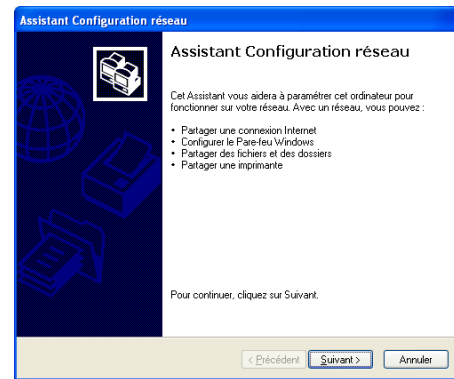 Assistant Configuration réseau
Assistant Configuration réseau
Cet Assistant vous aidera à paramétrer cet ordinateur pour
fonctionner sur votre réseau. Avec un réseau, vous pouvez :
• Partager une connexion Internet
• Configurer le Pare-feu Windows
• Partager des fichiers et des dossiers
• Partager une imprimante
Pour continuer, cliquez sur Suivant.
< Précédent Suivant > Annuler